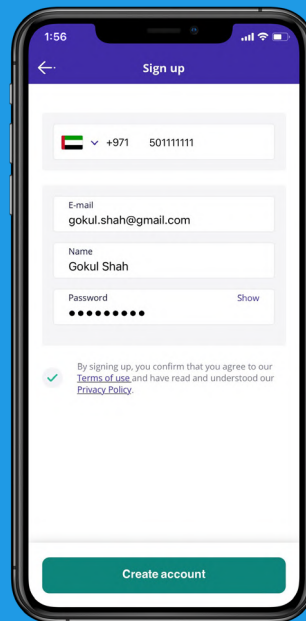 1:56
Sign up
+971 501111111
E-mail
gokul.shah@gmail.com
Name
Gokul Shah
Password Show
By signing up, you confirm that you agree to our
Terms of use and have read and understood our
Privacy Policy.
Create account